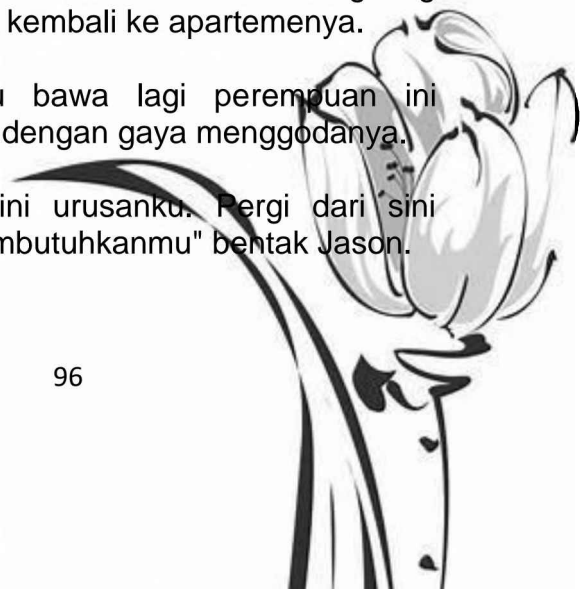 kembali ke apartemenya.
bawa lagi perempuan ini
dengan gaya menggodanya.
ini urusanku. Pergi dari sini
mbutuhkanmu" bentak Jason.
96